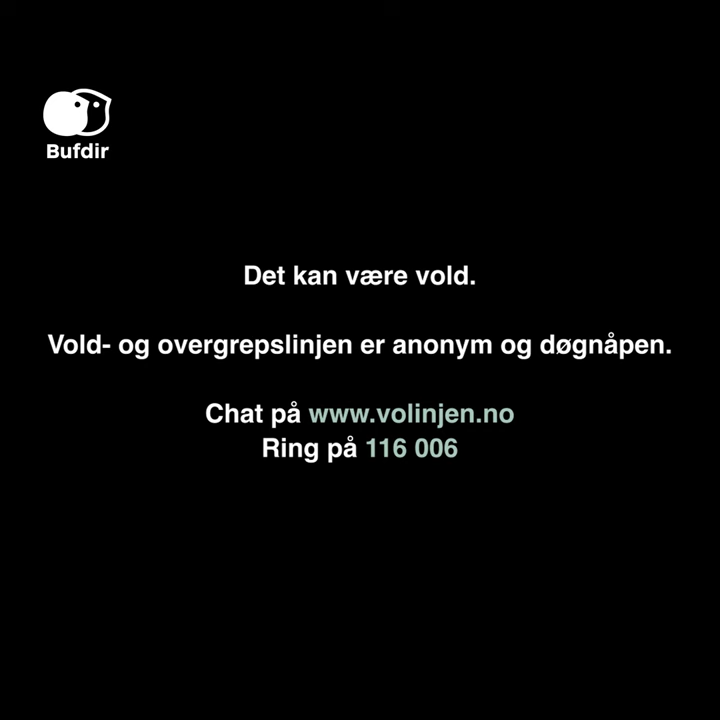 Bufdir
Det kan være vold.
Vold- og overgrepslinjen er anonym og døgnåpen.
Chat på www.volinjen.no
Ring på 116 006